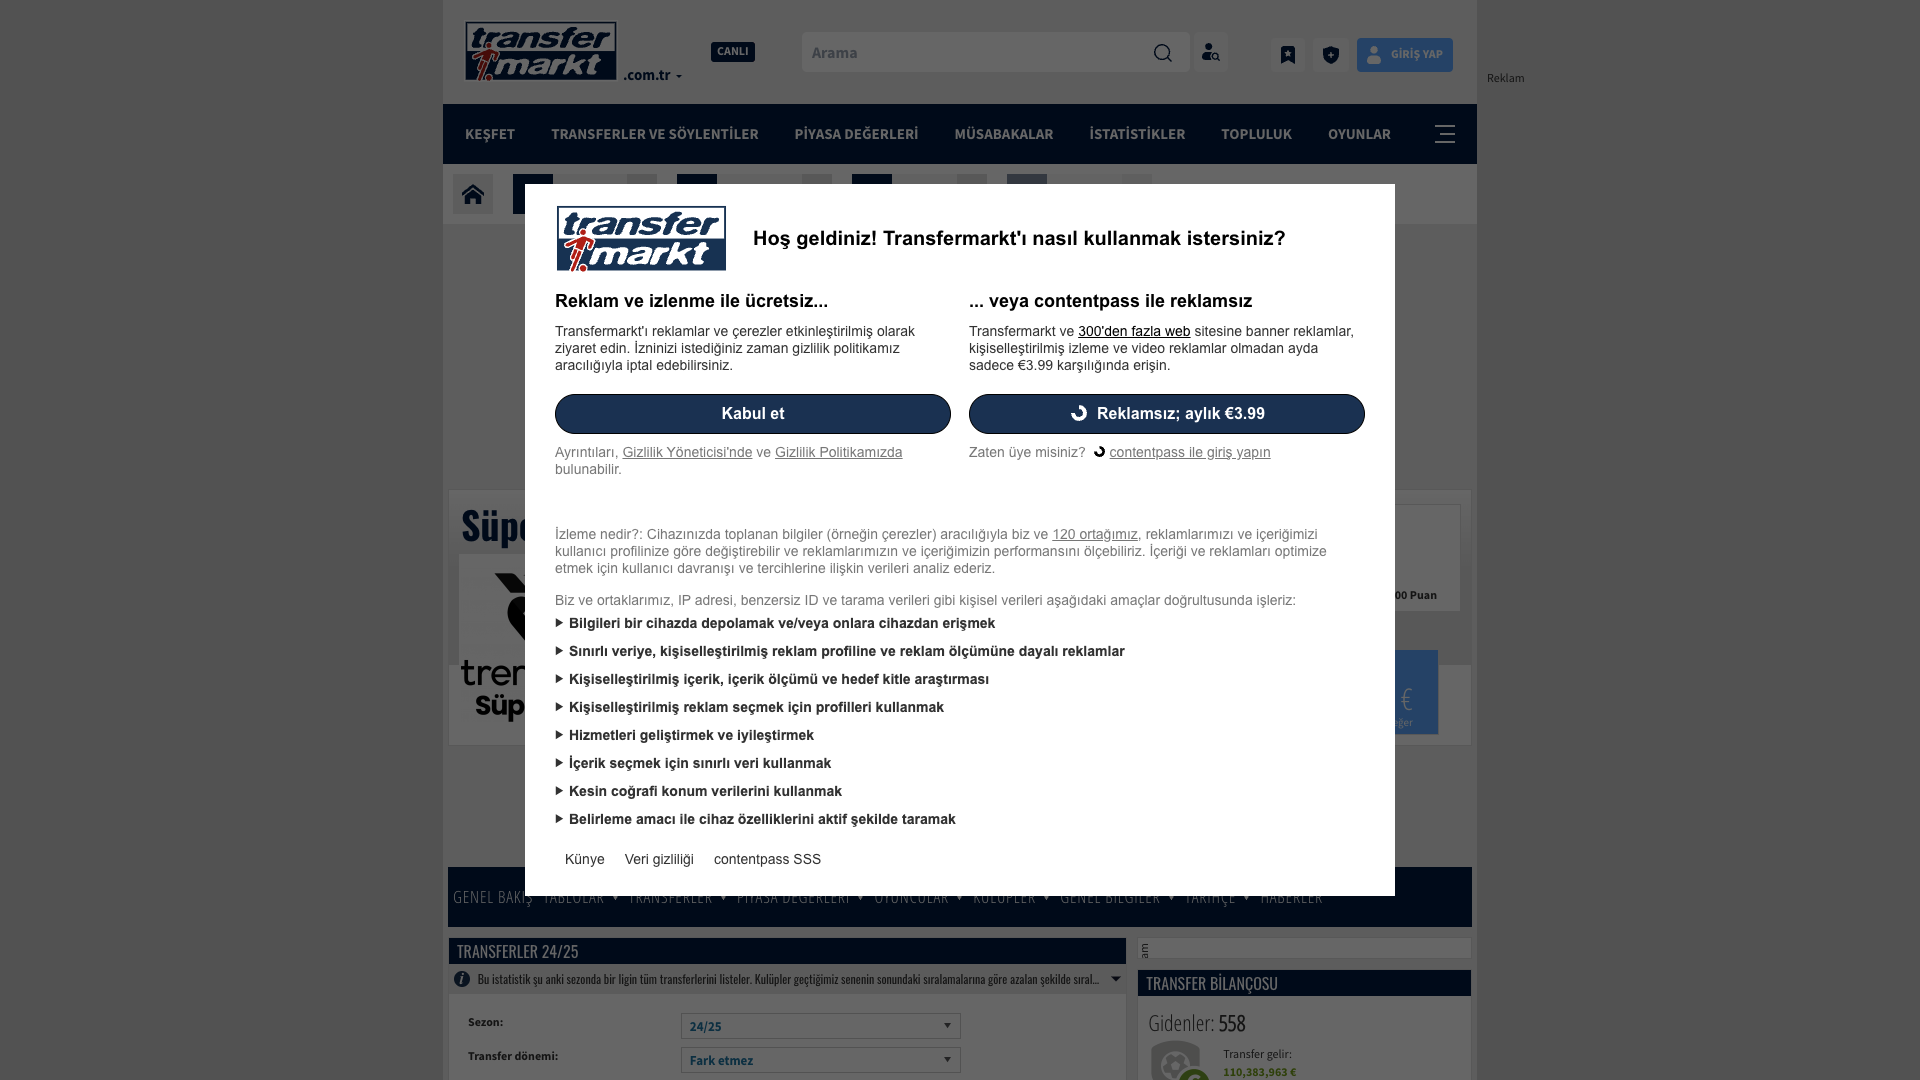 transfer
markt
.com.tr
CANLI
Arama
GİRİŞ YAP
Reklam
KEŞFET TRANSFERLER VE SÖYLENTİLER PİYASA DEĞERLERİ MÜSABAKALAR İSTATİSTİKLER TOPLULUK OYUNLAR
transfer
markt
Hoş geldiniz! Transfermarkt'ı nasıl kullanmak istersiniz?
Reklam ve izlenme ile ücretsiz...
Transfermarkt'ı reklamlar ve çerezler etkinleştirilmiş olarak
ziyaret edin. İzninizi istediğiniz zaman gizlilik politikamız
aracılığıyla iptal edebilirsiniz.
Kabul et
Ayrıntıları, Gizlilik Yöneticisi'nde ve Gizlilik Politikamızda
bulunabilir.
... veya contentpass ile reklamsız
Transfermarkt ve 300'den fazla web sitesine banner reklamlar,
kişiselleştirilmiş izleme ve video reklamlar olmadan ayda
sadece €3.99 karşılığında erişin.
Reklamsız; aylık €3.99
Zaten üye misiniz? contentpass ile giriş yapın
İzleme nedir?: Cihazınızda toplanan bilgiler (örneğin çerezler) aracılığıyla biz ve 120 ortağımız, reklamlarımızı ve içeriğimizi
kullanıcı profilinize göre değiştirebilir ve reklamlarımızın ve içeriğimizin performansını ölçebiliriz. İçeriği ve reklamları optimize
etmek için kullanıcı davranışı ve tercihlerine ilişkin verileri analiz ederiz.
Biz ve ortaklarımız, IP adresi, benzersiz ID ve tarama verileri gibi kişisel verileri aşağıdaki amaçlar doğrultusunda işleriz:
Bilgileri bir cihazda depolamak ve/veya onlara cihazdan erişmek
Sınırlı veriye, kişiselleştirilmiş reklam profiline ve reklam ölçümüne dayalı reklamlar
Kişiselleştirilmiş içerik, içerik ölçümü ve hedef kitle araştırması
Kişiselleştirilmiş reklam seçmek için profilleri kullanmak
Hizmetleri geliştirmek ve iyileştirmek
İçerik seçmek için sınırlı veri kullanmak
Kesin coğrafi konum verilerini kullanmak
Belirleme amacı ile cihaz özelliklerini aktif şekilde taramak
Künye Veri gizliliği contentpass SSS
Süp
00 Puan
tren
Süp
€
eğer
GENEL BAKIŞ TABLOLAR TRANSFERLER PİYASA DEĞERLERİ OYUNCULAR KULÜPLER GENEL BİLGİLER TARİHÇE HABERLER
TRANSFERLER 24/25
Bu istatistik şu anki sezonda bir ligin tüm transferlerini listeler. Kulüpler geçtiğimiz senenin sonundaki sıralamalarına göre azalan şekilde sıral...
Sezon: 24/25
Transfer dönemi: Fark etmez
am
TRANSFER BİLANÇOSU
Gidenler: 558
Transfer gelir:
110,383,963 €